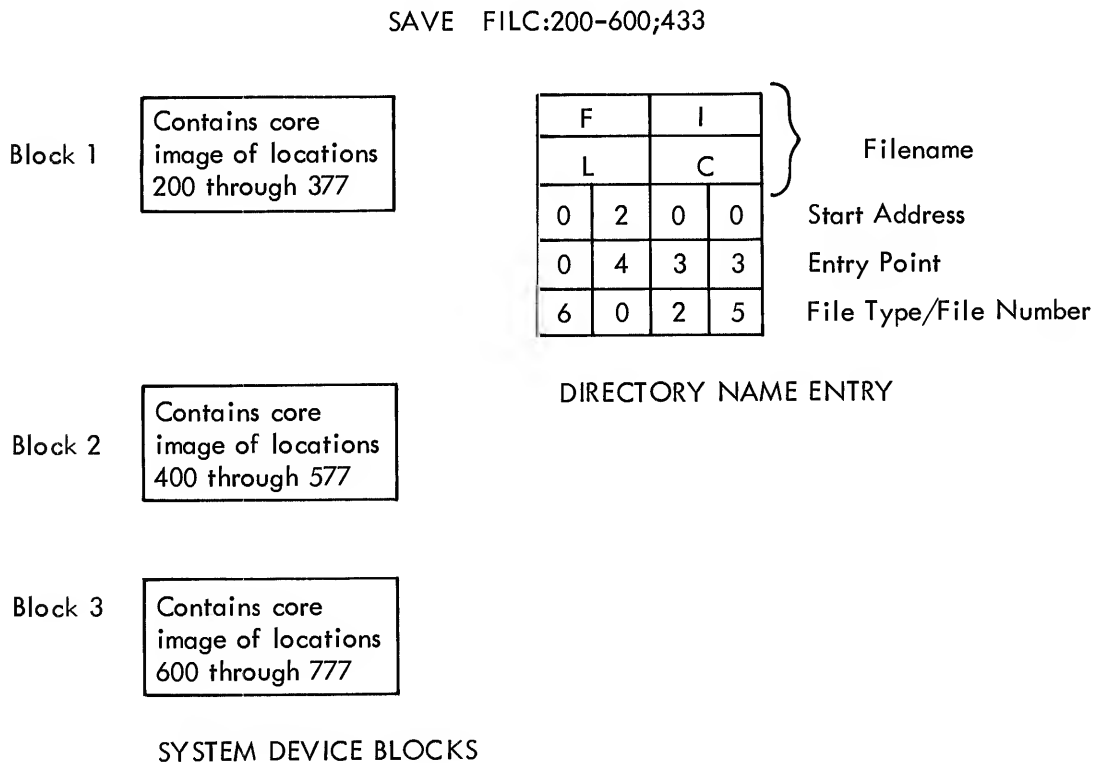 SAVE FILC:200-600;433
Block 1
Contains core
image of locations
200 through 377
F I
L C
Filename
0 2 0 0
Start Address
0 4 3 3
Entry Point
6 0 2 5
File Type/File Number
DIRECTORY NAME ENTRY
Block 2
Contains core
image of locations
400 through 577
Block 3
Contains core
image of locations
600 through 777
SYSTEM DEVICE BLOCKS